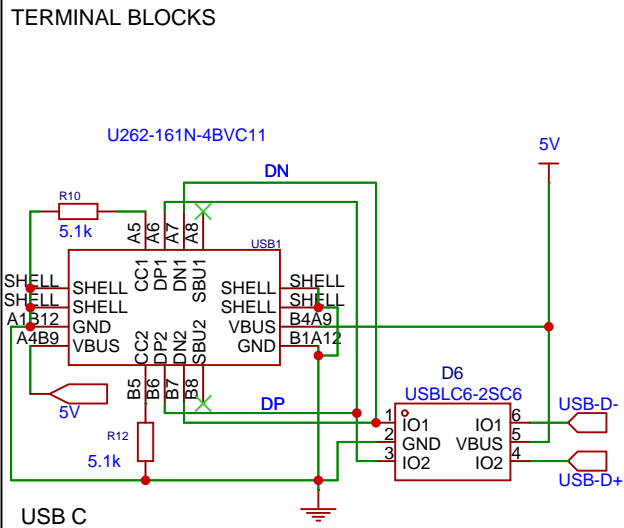 TERMINAL BLOCKS
U262-161N-4BVC11
5V
DN
R10
5.1k
A5
A6
A7
A8
USB1
SHELL
SHELL
A1B12
A4B9
SHELL
SHELL
GND
VBUS
CC1
DP1
DN1
SBU1
CC2
DP2
DN2
SBU2
SHELL
SHELL
VBUS
GND
SHELL
SHELL
B4A9
B1A12
B5
B6
B7
B8
5V
DP
R12
5.1k
D6
USBLC6-2SC6
1
2
3
IO1
GND
IO2
IO1
VBUS
IO2
6
5
4
USB-D-
USB-D+
USB C